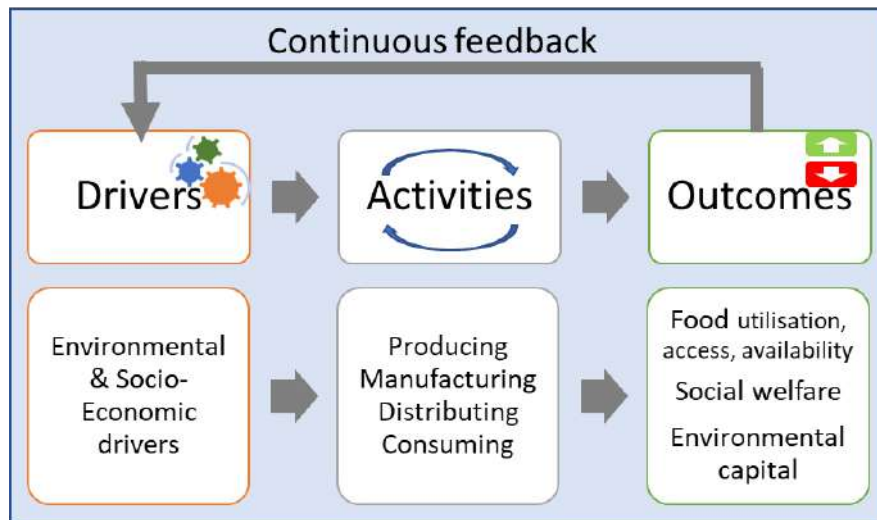 Continuous feedback
Drivers
Activities
Outcomes
Environmental
& Socio-
Economic
drivers
Producing
Manufacturing
Distributing
Consuming
Food utilisation,
access, availability
Social welfare
Environmental
capital